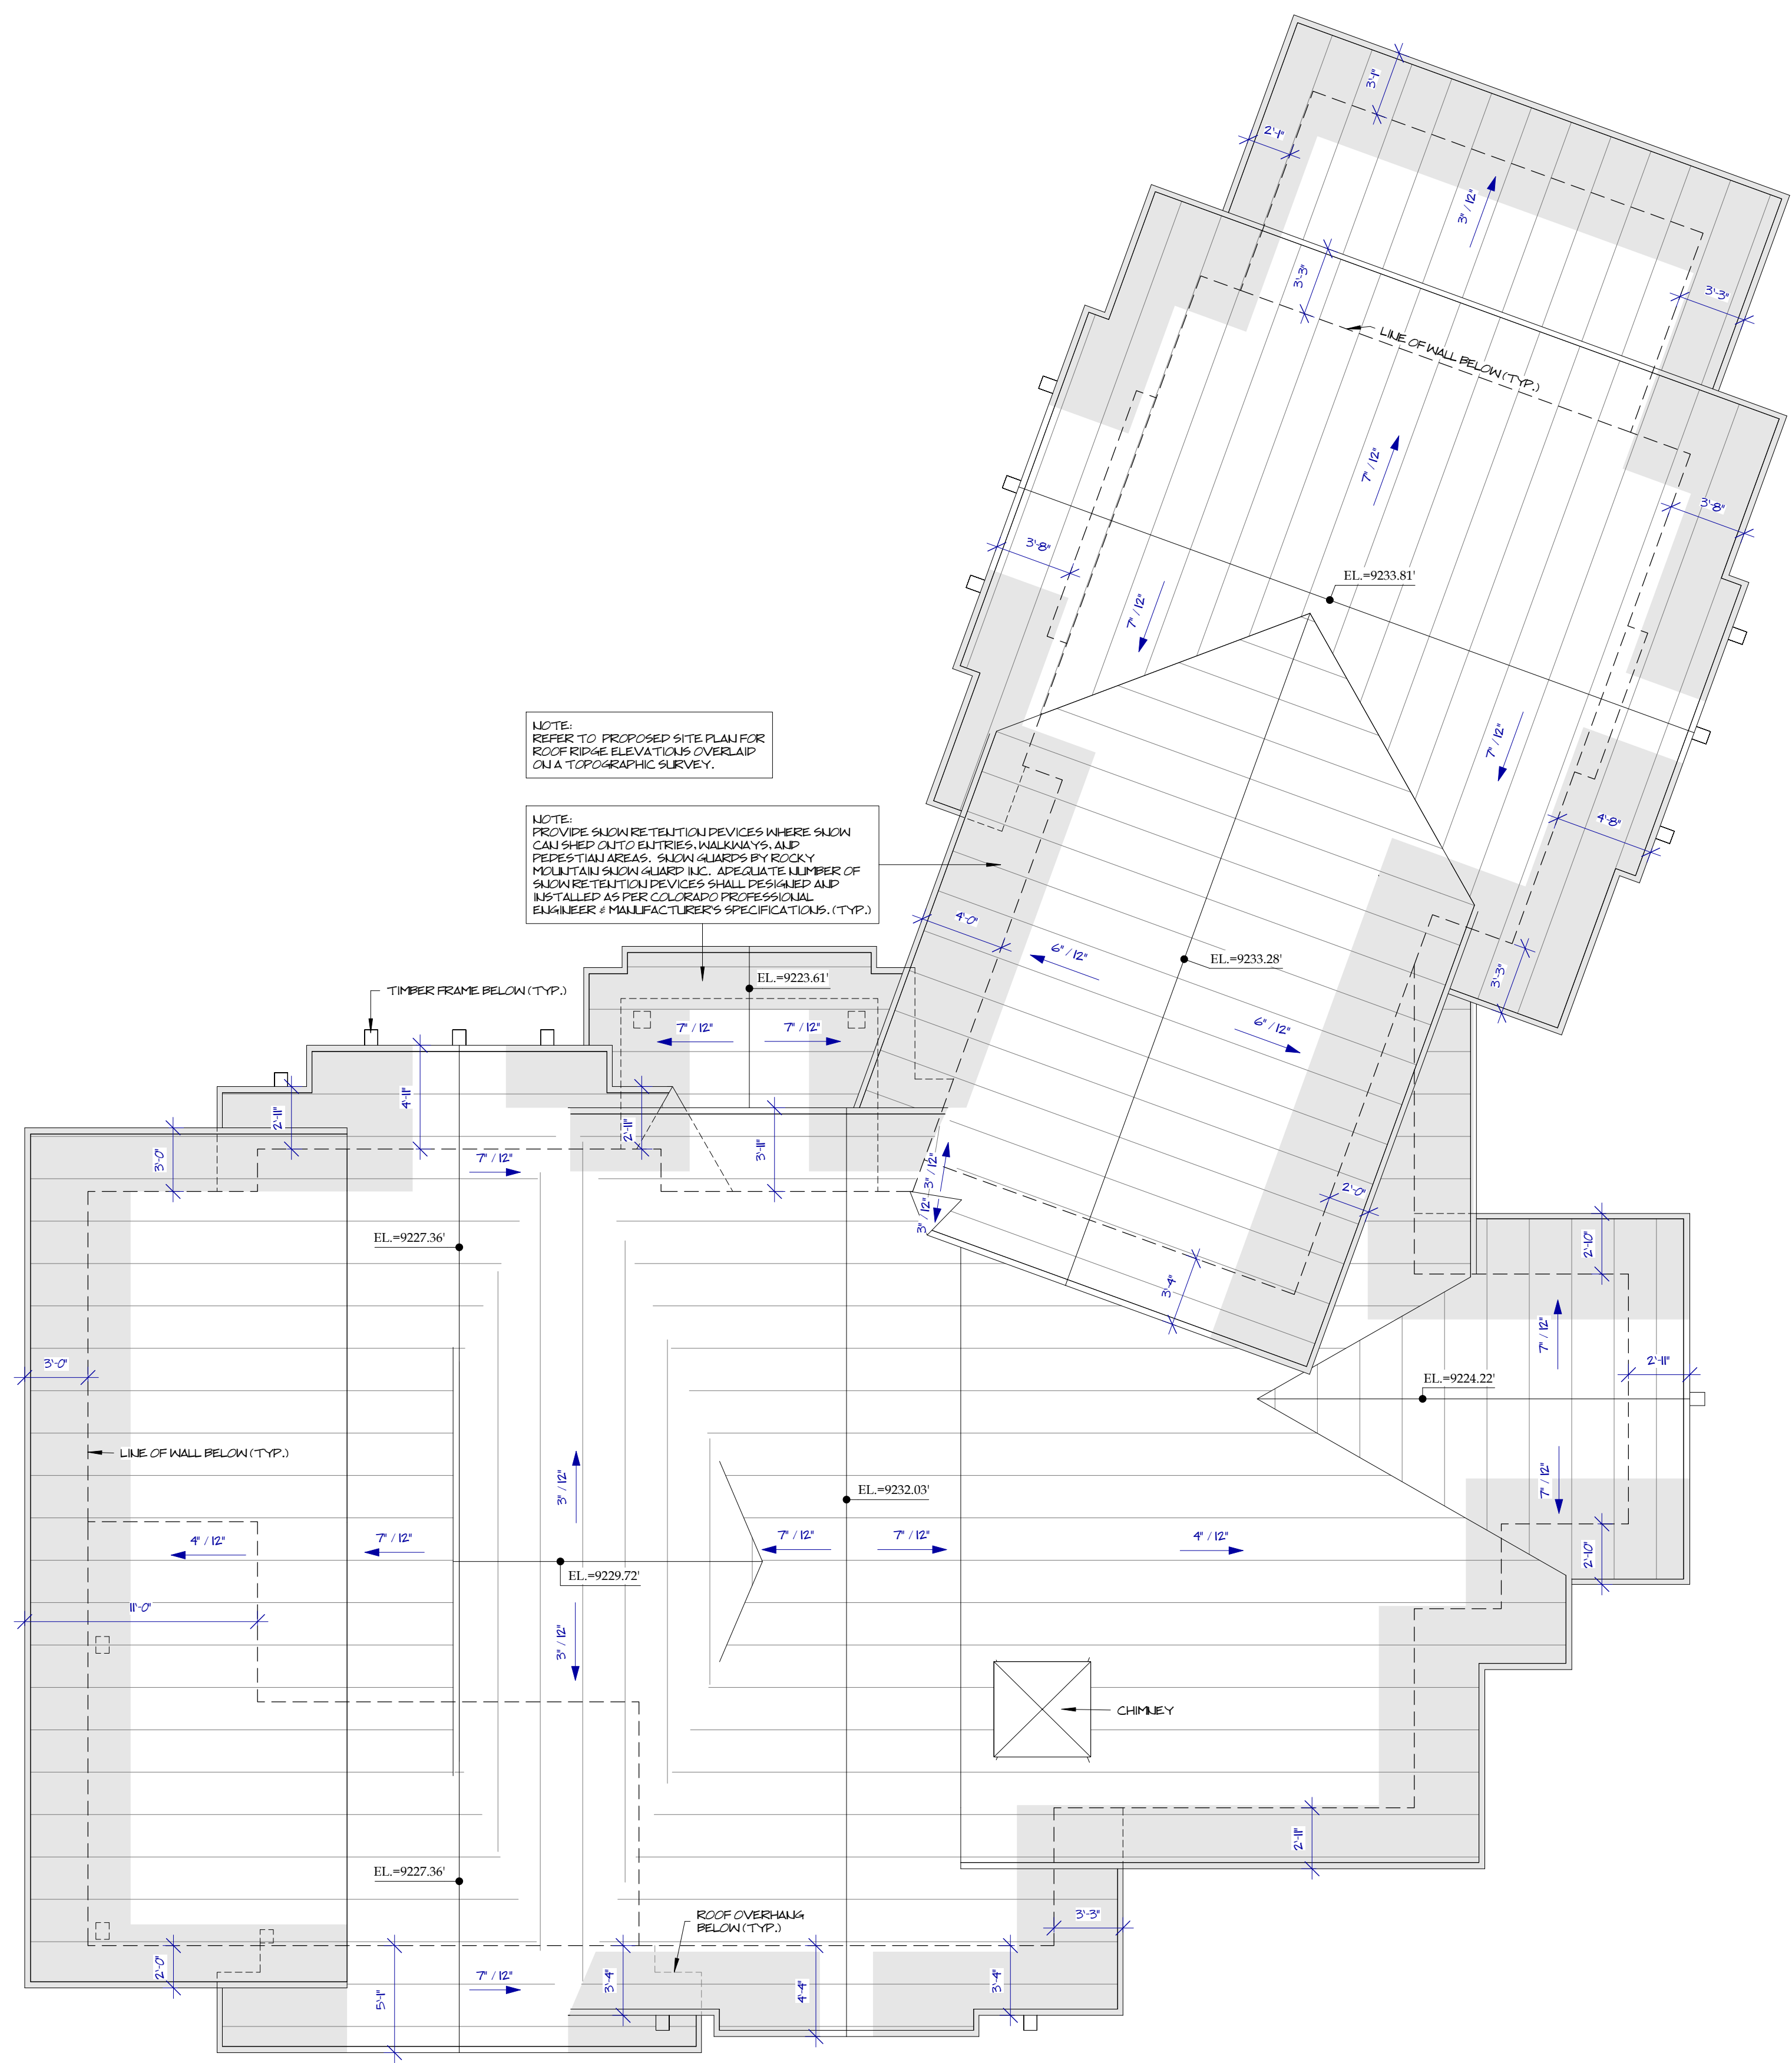 3'-1"
2'-1"
3" / 12"
3'-3"
3'-3"
LINE OF WALL BELOW (TYP.)
7" / 12"
3'-8"
3'-8"
EL.=9233.81'
7" / 12"
7" / 12"
NOTE:
REFER TO PROPOSED SITE PLAN FOR
ROOF RIDGE ELEVATIONS OVERLAID
ON A TOPOGRAPHIC SURVEY.
NOTE:
PROVIDE SNOW RETENTION DEVICES WHERE SNOW
CAN SHED ONTO ENTRIES, WALKWAYS, AND
PEDESTIAN AREAS. SNOW GUARDS BY ROCKY
MOUNTAIN SNOW GUARD INC. ADEQUATE NUMBER OF
SNOW RETENTION DEVICES SHALL DESIGNED AND
INSTALLED AS PER COLORADO PROFESSIONAL
ENGINEER & MANUFACTURER'S SPECIFICATIONS. (TYP.)
4'-8"
4'-0"
6" / 12"
EL.=9233.28'
3'-3"
EL.=9223.61'
TIMBER FRAME BELOW (TYP.)
7" / 12"
7" / 12"
6" / 12"
4'-11"
2'-11"
2'-11"
3'-11"
3'-0"
7" / 12"
3" / 12"
3" / 12"
2'-0"
EL.=9227.36'
2'-10"
3'-4"
7" / 12"
3'-0"
2'-11"
EL.=9224.22'
LINE OF WALL BELOW (TYP.)
3" / 12"
7" / 12"
EL.=9232.03'
4" / 12"
7" / 12"
7" / 12"
7" / 12"
4" / 12"
2'-10"
EL.=9229.72'
11'-0"
3" / 12"
CHIMNEY
2'-11"
EL.=9227.36'
ROOF OVERHANG
BELOW (TYP.)
3'-3"
2'-0"
5'-1"
7" / 12"
3'-4"
4'-4"
3'-4"